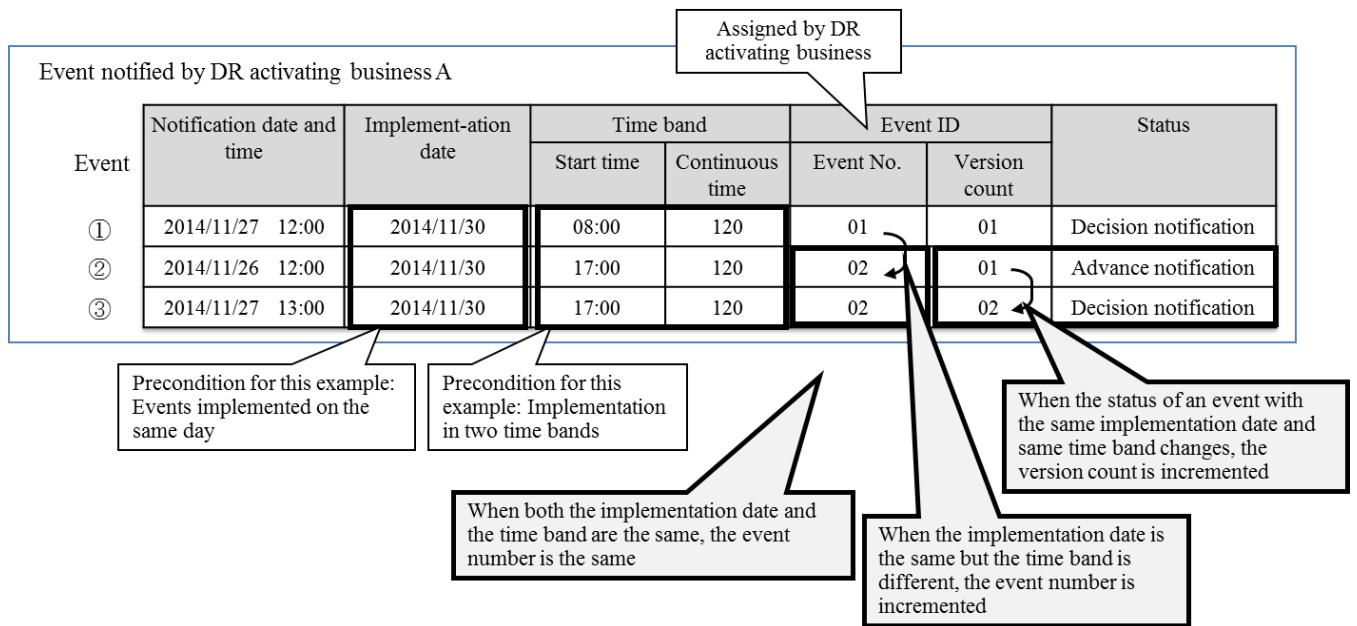 Assigned by DR
activating business
Event notified by DR activating business A
Event
Notification date and
time
Implement-ation
date
Time band
Event ID
Status
Start time
Continuous
time
Event No.
Version
count
① 2014/11/27 12:00 2014/11/30 08:00 120 01 01 Decision notification
② 2014/11/26 12:00 2014/11/30 17:00 120 02 01 Advance notification
③ 2014/11/27 13:00 2014/11/30 17:00 120 02 02 Decision notification
Precondition for this example:
Events implemented on the
same day
Precondition for this
example: Implementation
in two time bands
When the status of an event with
the same implementation date and
same time band changes, the
version count is incremented
When both the implementation date and
the time band are the same, the event
number is the same
When the implementation date is
the same but the time band is
different, the event number is
incremented